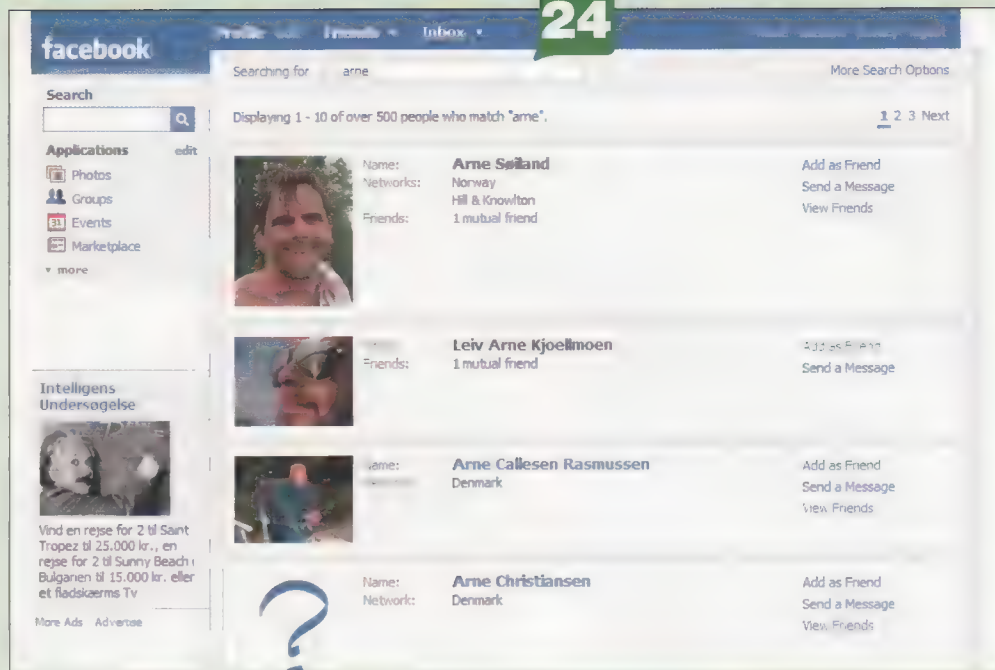 24
facebook
Friends Inbox
Searching for arne
More Search Options
Search
Displaying 1 - 10 of over 500 people who match "arne".
1 2 3 Next
Applications edit
Photos
Groups
31 Events
Marketplace
more
Name: Arne Søiland
Networks: Norway
Hill & Knowlton
Friends: 1 mutual friend
Add as Friend
Send a Message
View Friends
Leiv Arne Kjoellmoen
Friends: 1 mutual friend
Add as Friend
Send a Message
Intelligens
Undersøgelse
Vind en rejse for 2 til Saint
Tropez til 25.000 kr., en
rejse for 2 til Sunny Beach i
Bulgarien til 15.000 kr. eller
et fladskærms Tv
More Ads Advertise
Name: Arne Callesen Rasmussen
Denmark
Add as Friend
Send a Message
View Friends
?
Name: Arne Christiansen
Network: Denmark
Add as Friend
Send a Message
View Friends